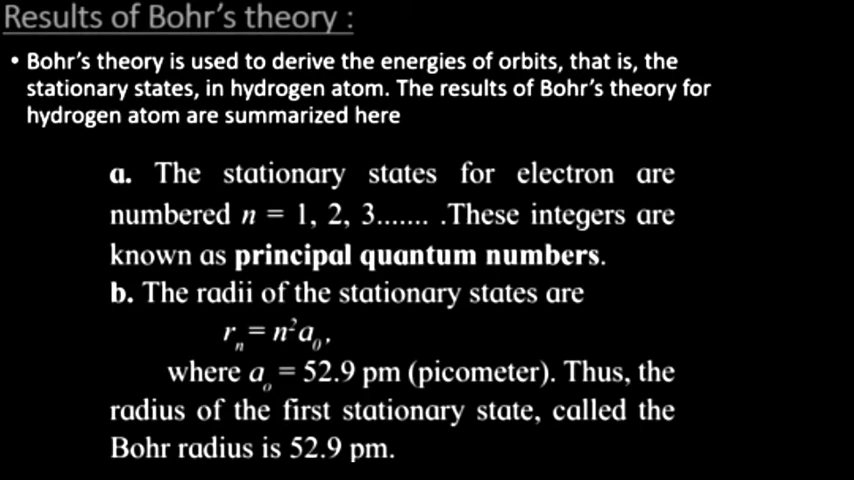 Results of Bohr's theory :
• Bohr's theory is used to derive the energies of orbits, that is, the
stationary states, in hydrogen atom. The results of Bohr's theory for
hydrogen atom are summarized here
a. The stationary states for electron are
numbered n = 1, 2, 3....... .These integers are
known as principal quantum numbers.
b. The radii of the stationary states are
rₙ = n²a₀,
where aₒ = 52.9 pm (picometer). Thus, the
radius of the first stationary state, called the
Bohr radius is 52.9 pm.